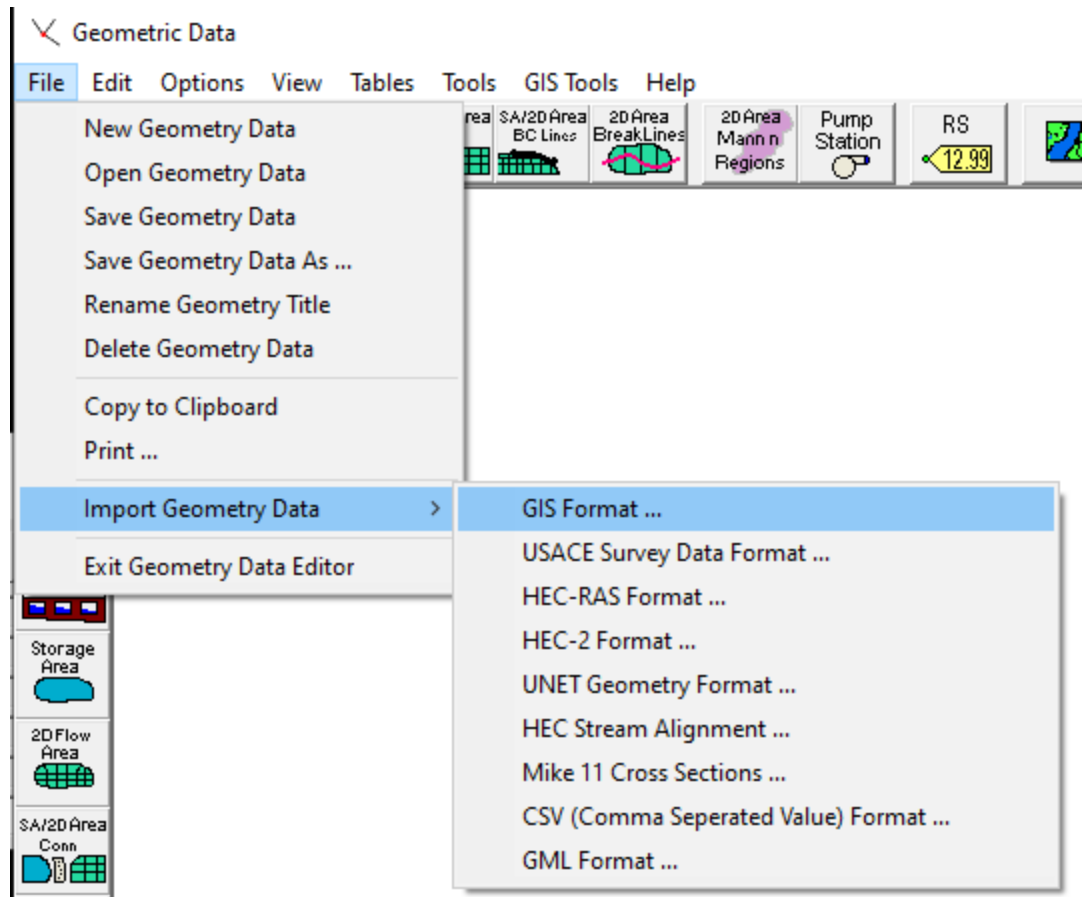 Geometric Data
File Edit Options View Tables Tools GIS Tools Help
rea
SA/2D Area
BC Lines
2D Area
BreakLines
2D Area
Mann n
Regions
Pump
Station
RS
12.99
New Geometry Data
Open Geometry Data
Save Geometry Data
Save Geometry Data As ...
Rename Geometry Title
Delete Geometry Data
Copy to Clipboard
Print ...
Import Geometry Data >
Exit Geometry Data Editor
GIS Format ...
USACE Survey Data Format ...
HEC-RAS Format ...
HEC-2 Format ...
UNET Geometry Format ...
HEC Stream Alignment ...
Mike 11 Cross Sections ...
CSV (Comma Seperated Value) Format ...
GML Format ...
Storage
Area
2D Flow
Area
SA/2D Area
Conn